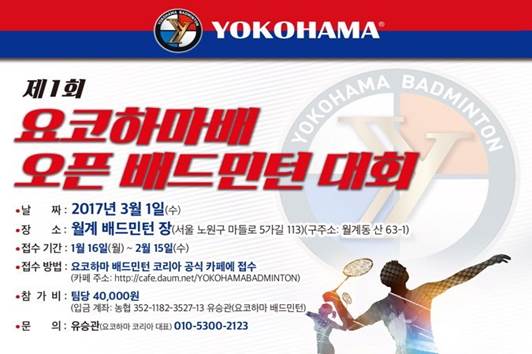 YOKOHAMA®
제1회
요코하마배
오픈 배드민턴 대회
YOKOHAMA BADMINTON
• 날 짜 : 2017년 3월 1일(수)
• 장 소 : 월계 배드민턴 장(서울 노원구 마들로 5가길 113)(구주소: 월계동 산 63-1)
• 접수 기간 : 1월 16일(월) ~ 2월 15일(수)
• 접수 방법 : 요코하마 배드민턴 코리아 공식 카페에 접수
(카페 주소: http://cafe.daum.net/YOKOHAMABADMINTON)
• 참 가 비 : 팀당 40,000원
(입금 계좌: 농협 352-1182-3527-13 유승관(요코하마 배드민턴)
• 문 의 : 유승관(요코하마 코리아 대표) 010-5300-2123